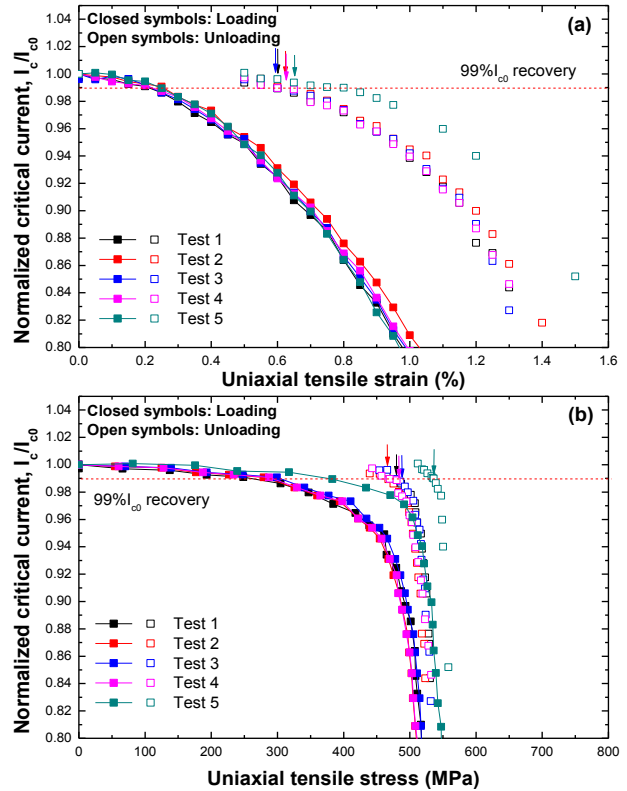 Closed symbols: Loading
Open symbols: Unloading
(a)
99%I_c0 recovery
Normalized critical current, I_c/I_c0
1.04
1.02
1.00
0.98
0.96
0.94
0.92
0.90
0.88
0.86
0.84
0.82
0.80
Test 1
Test 2
Test 3
Test 4
Test 5
0.0 0.2 0.4 0.6 0.8 1.0 1.2 1.4 1.6
Uniaxial tensile strain (%)
Closed symbols: Loading
Open symbols: Unloading
(b)
99%I_c0 recovery
Normalized critical current, I_c/I_c0
1.04
1.02
1.00
0.98
0.96
0.94
0.92
0.90
0.88
0.86
0.84
0.82
0.80
Test 1
Test 2
Test 3
Test 4
Test 5
0 100 200 300 400 500 600 700 800
Uniaxial tensile stress (MPa)